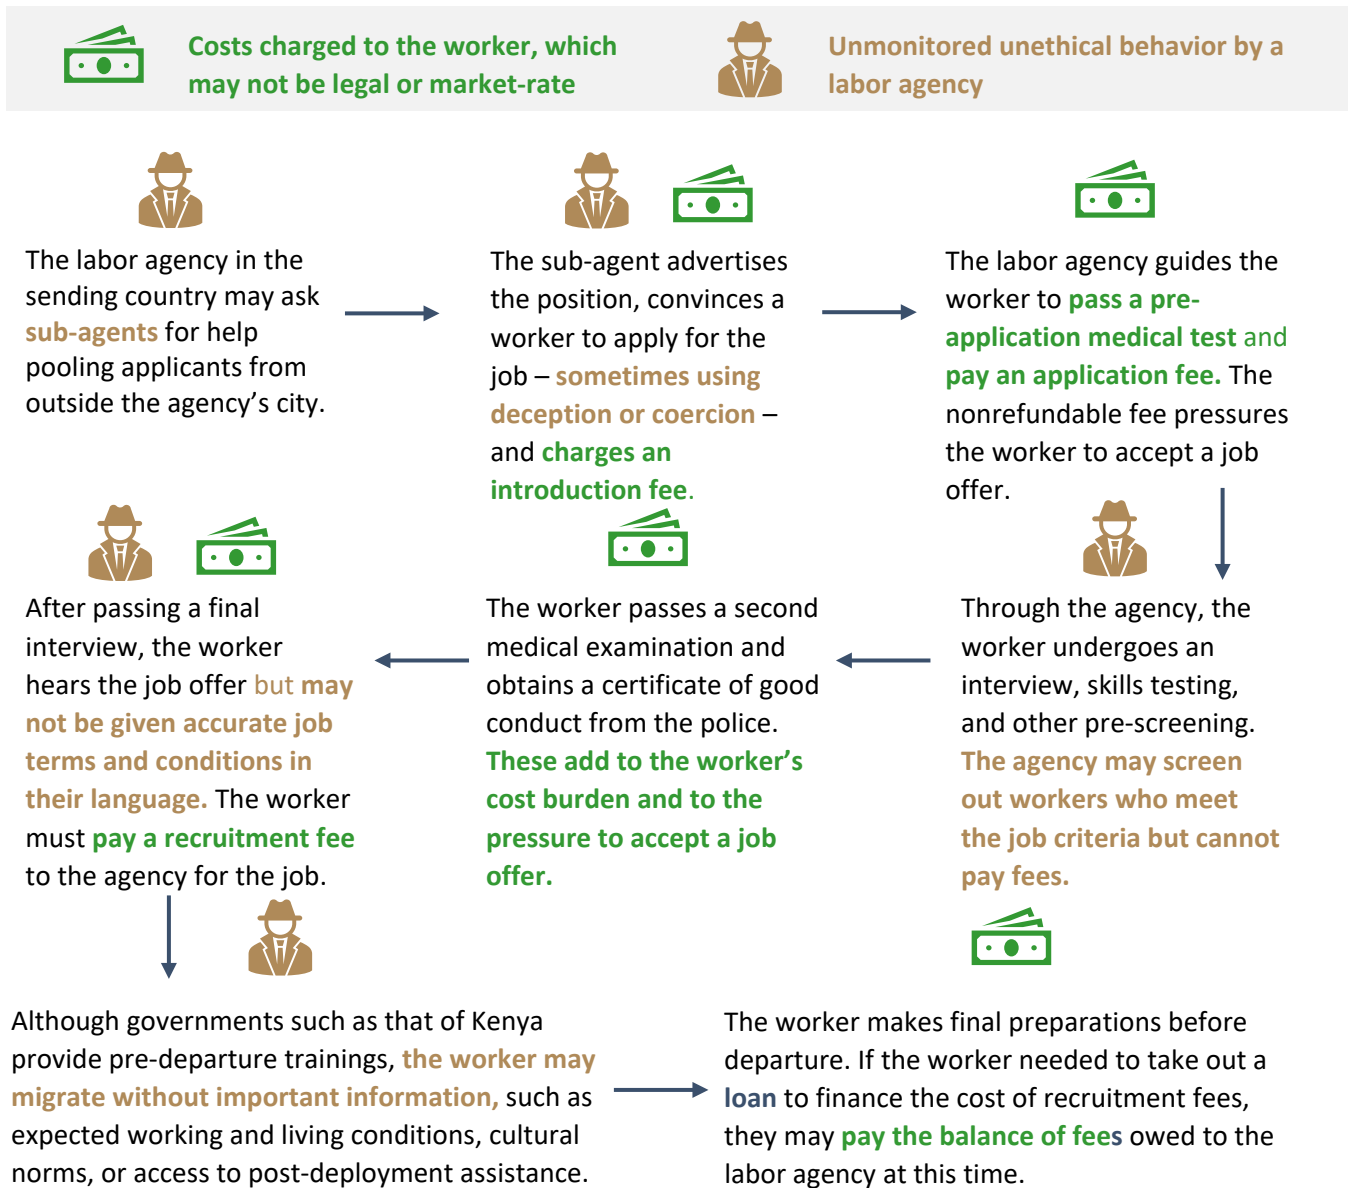 Costs charged to the worker, which
may not be legal or market-rate
Unmonitored unethical behavior by a
labor agency
The labor agency in the
sending country may ask
sub-agents for help
pooling applicants from
outside the agency's city.
The sub-agent advertises
the position, convinces a
worker to apply for the
job – sometimes using
deception or coercion –
and charges an
introduction fee.
The labor agency guides the
worker to pass a pre-
application medical test and
pay an application fee. The
nonrefundable fee pressures
the worker to accept a job
offer.
Through the agency, the
worker undergoes an
interview, skills testing,
and other pre-screening.
The agency may screen
out workers who meet
the job criteria but cannot
pay fees.
The worker passes a second
medical examination and
obtains a certificate of good
conduct from the police.
These add to the worker's
cost burden and to the
pressure to accept a job
offer.
After passing a final
interview, the worker
hears the job offer but may
not be given accurate job
terms and conditions in
their language. The worker
must pay a recruitment fee
to the agency for the job.
Although governments such as that of Kenya
provide pre-departure trainings, the worker may
migrate without important information, such as
expected working and living conditions, cultural
norms, or access to post-deployment assistance.
The worker makes final preparations before
departure. If the worker needed to take out a
loan to finance the cost of recruitment fees,
they may pay the balance of fees owed to the
labor agency at this time.